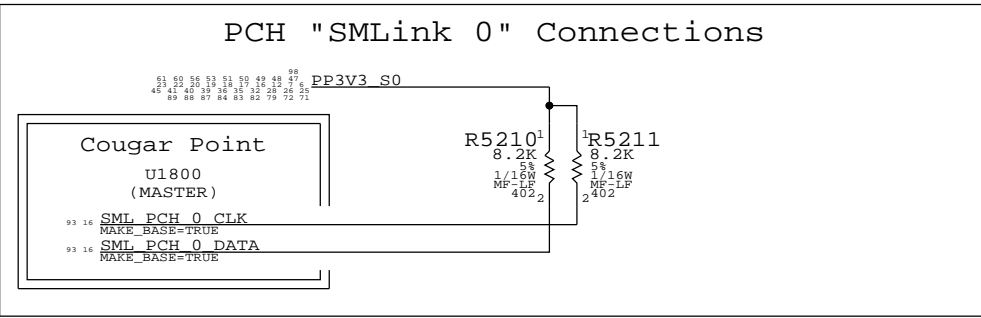 PCH "SMLink 0" Connections
98
61 60 56 53 51 50 49 48 47 PP3V3_S0
23 22 20 19 18 17 16 12 7 6
45 41 40 39 36 35 32 28 26 25
89 88 87 84 83 82 79 72 71
Cougar Point
U1800
(MASTER)
R5210 1
8.2K
5%
1/16W
MF-LF
402 2
1 R5211
8.2K
5%
1/16W
MF-LF
2 402
93 16 SML_PCH_0_CLK
MAKE_BASE=TRUE
93 16 SML_PCH_0_DATA
MAKE_BASE=TRUE